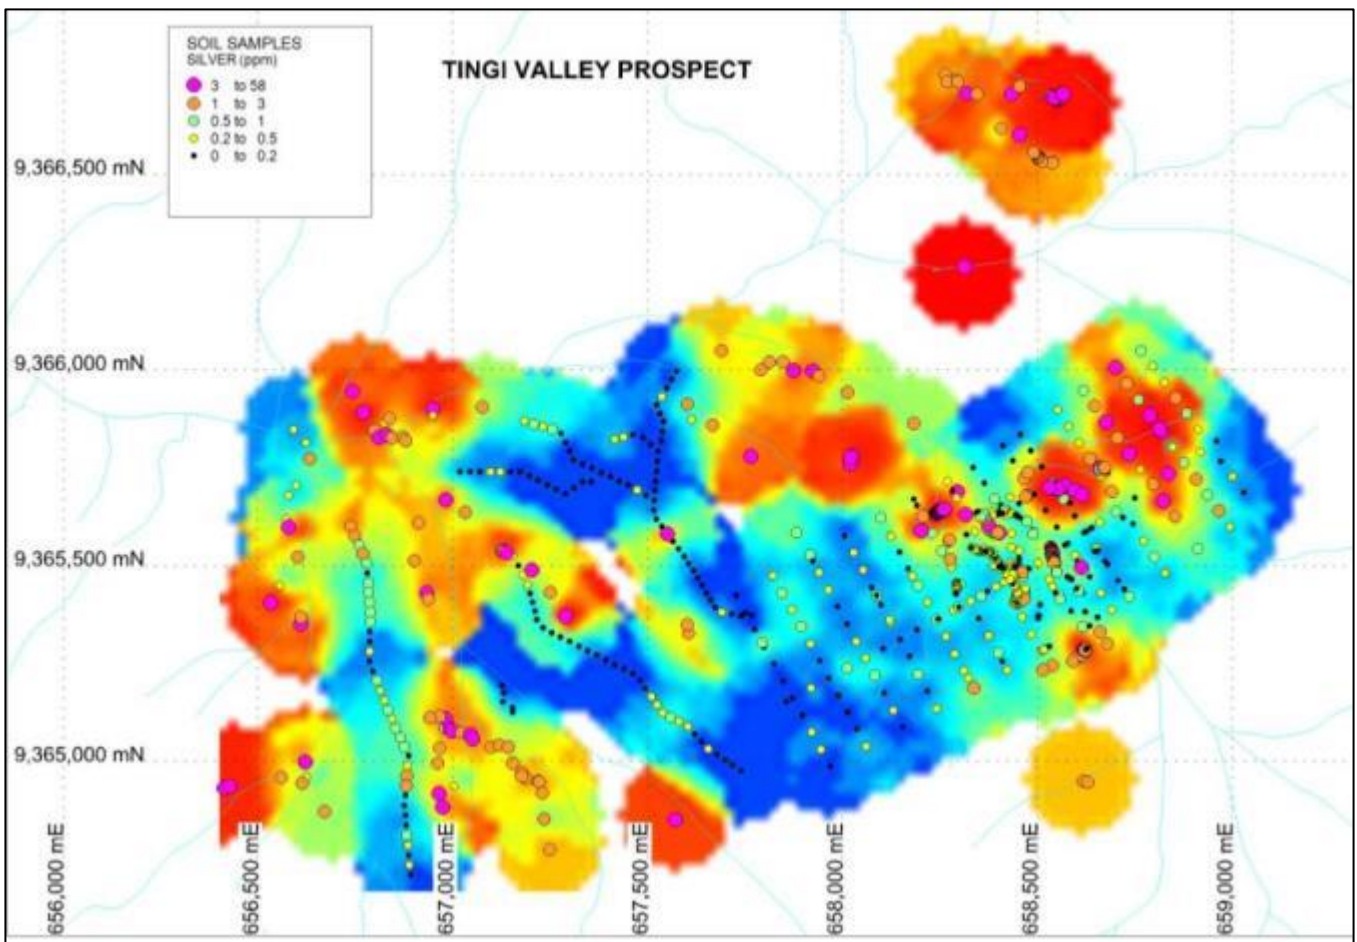 SOIL SAMPLES
SILVER (ppm)
3 to 58
1 to 3
0.5 to 1
0.2 to 0.5
0 to 0.2
TINGI VALLEY PROSPECT
9,366,500 mN
9,366,000 mN
9,365,500 mN
9,365,000 mN
656,000 mE
656,500 mE
657,000 mE
657,500 mE
658,000 mE
658,500 mE
659,000 mE